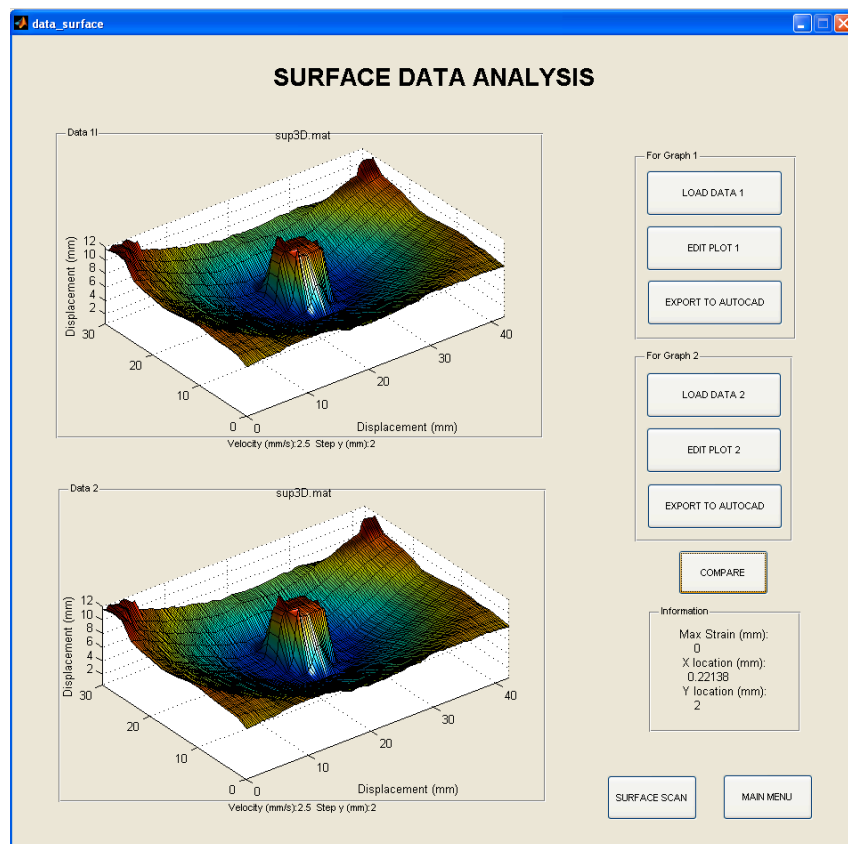 data_surface
SURFACE DATA ANALYSIS
Data 1l
sup3D.mat
Displacement (mm)
12
10
8
6
4
2
30
20
10
0
0
10
20
30
40
Displacement (mm)
Velocity (mm/s):2.5 Step y (mm):2
Data 2
sup3D.mat
Displacement (mm)
12
10
8
6
4
2
30
20
10
0
0
10
20
30
40
Displacement (mm)
Velocity (mm/s):2.5 Step y (mm):2
For Graph 1
LOAD DATA 1
EDIT PLOT 1
EXPORT TO AUTOCAD
For Graph 2
LOAD DATA 2
EDIT PLOT 2
EXPORT TO AUTOCAD
COMPARE
Information
Max Strain (mm):
0
X location (mm):
0.22138
Y location (mm):
2
SURFACE SCAN
MAIN MENU